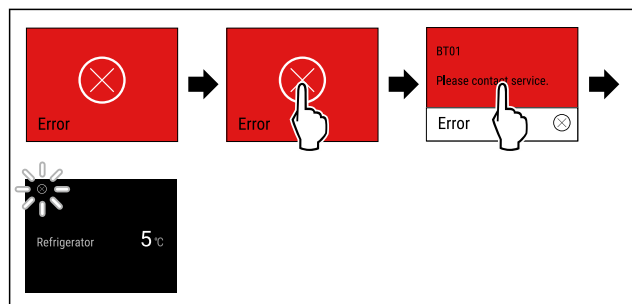 Error
Error
BT01
Please contact service.
Error
Refrigerator 5 °C